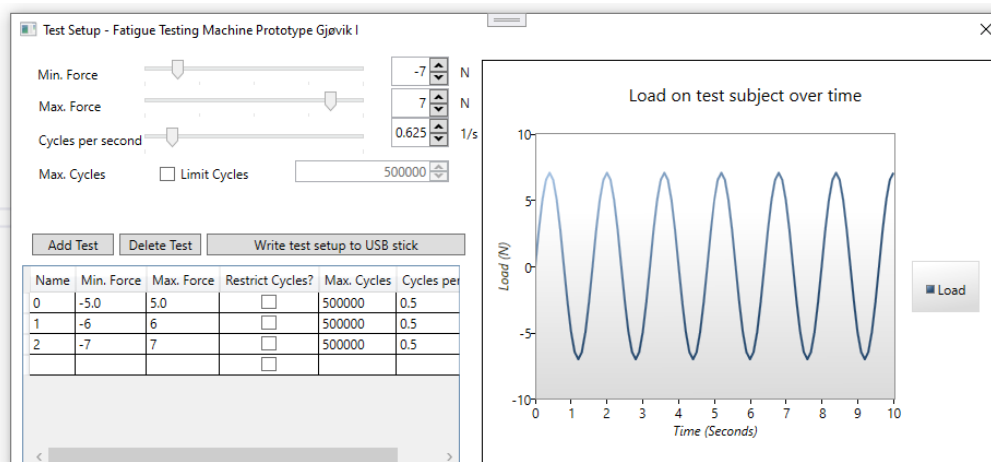 Test Setup - Fatigue Testing Machine Prototype Gjøvik I
Min. Force -7 N
Max. Force 7 N
Cycles per second 0.625 1/s
Max. Cycles Limit Cycles 500000
Add Test Delete Test Write test setup to USB stick
Name Min. Force Max. Force Restrict Cycles? Max. Cycles Cycles per
0 -5.0 5.0 500000 0.5
1 -6 6 500000 0.5
2 -7 7 500000 0.5
Load on test subject over time
10
5
0
-5
-10
Load (N)
0 1 2 3 4 5 6 7 8 9 10
Time (Seconds)
Load